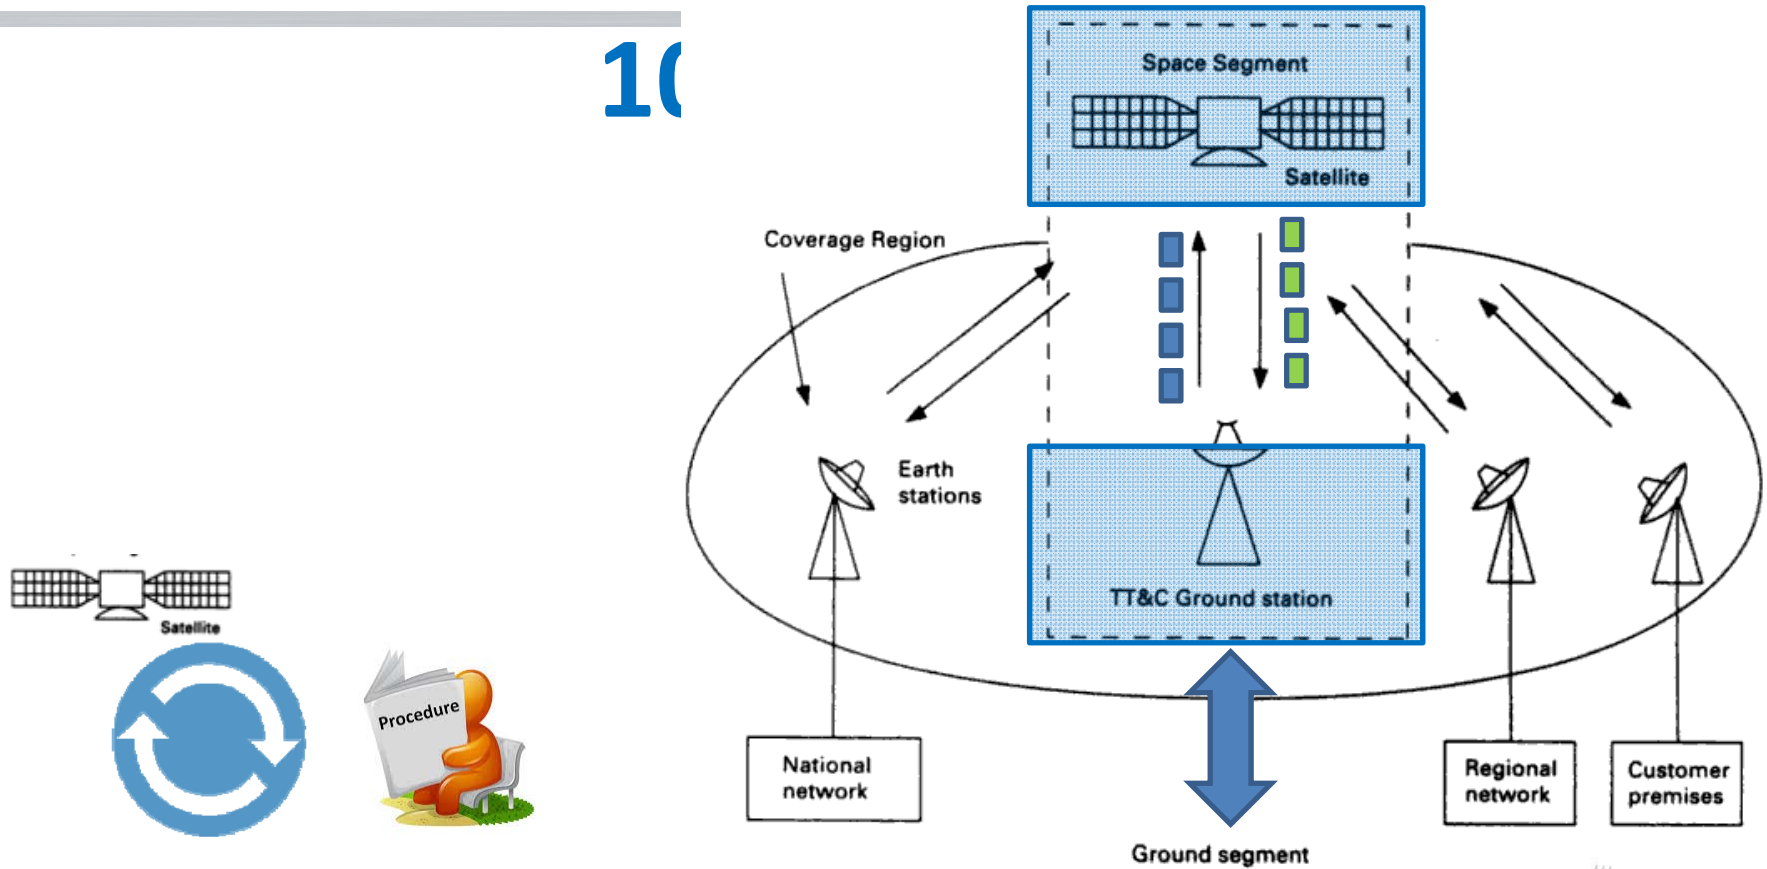 10
Space Segment
Satellite
Coverage Region
Earth
stations
TT&C Ground station
Satellite
Procedure
National
network
Regional
network
Customer
premises
Ground segment